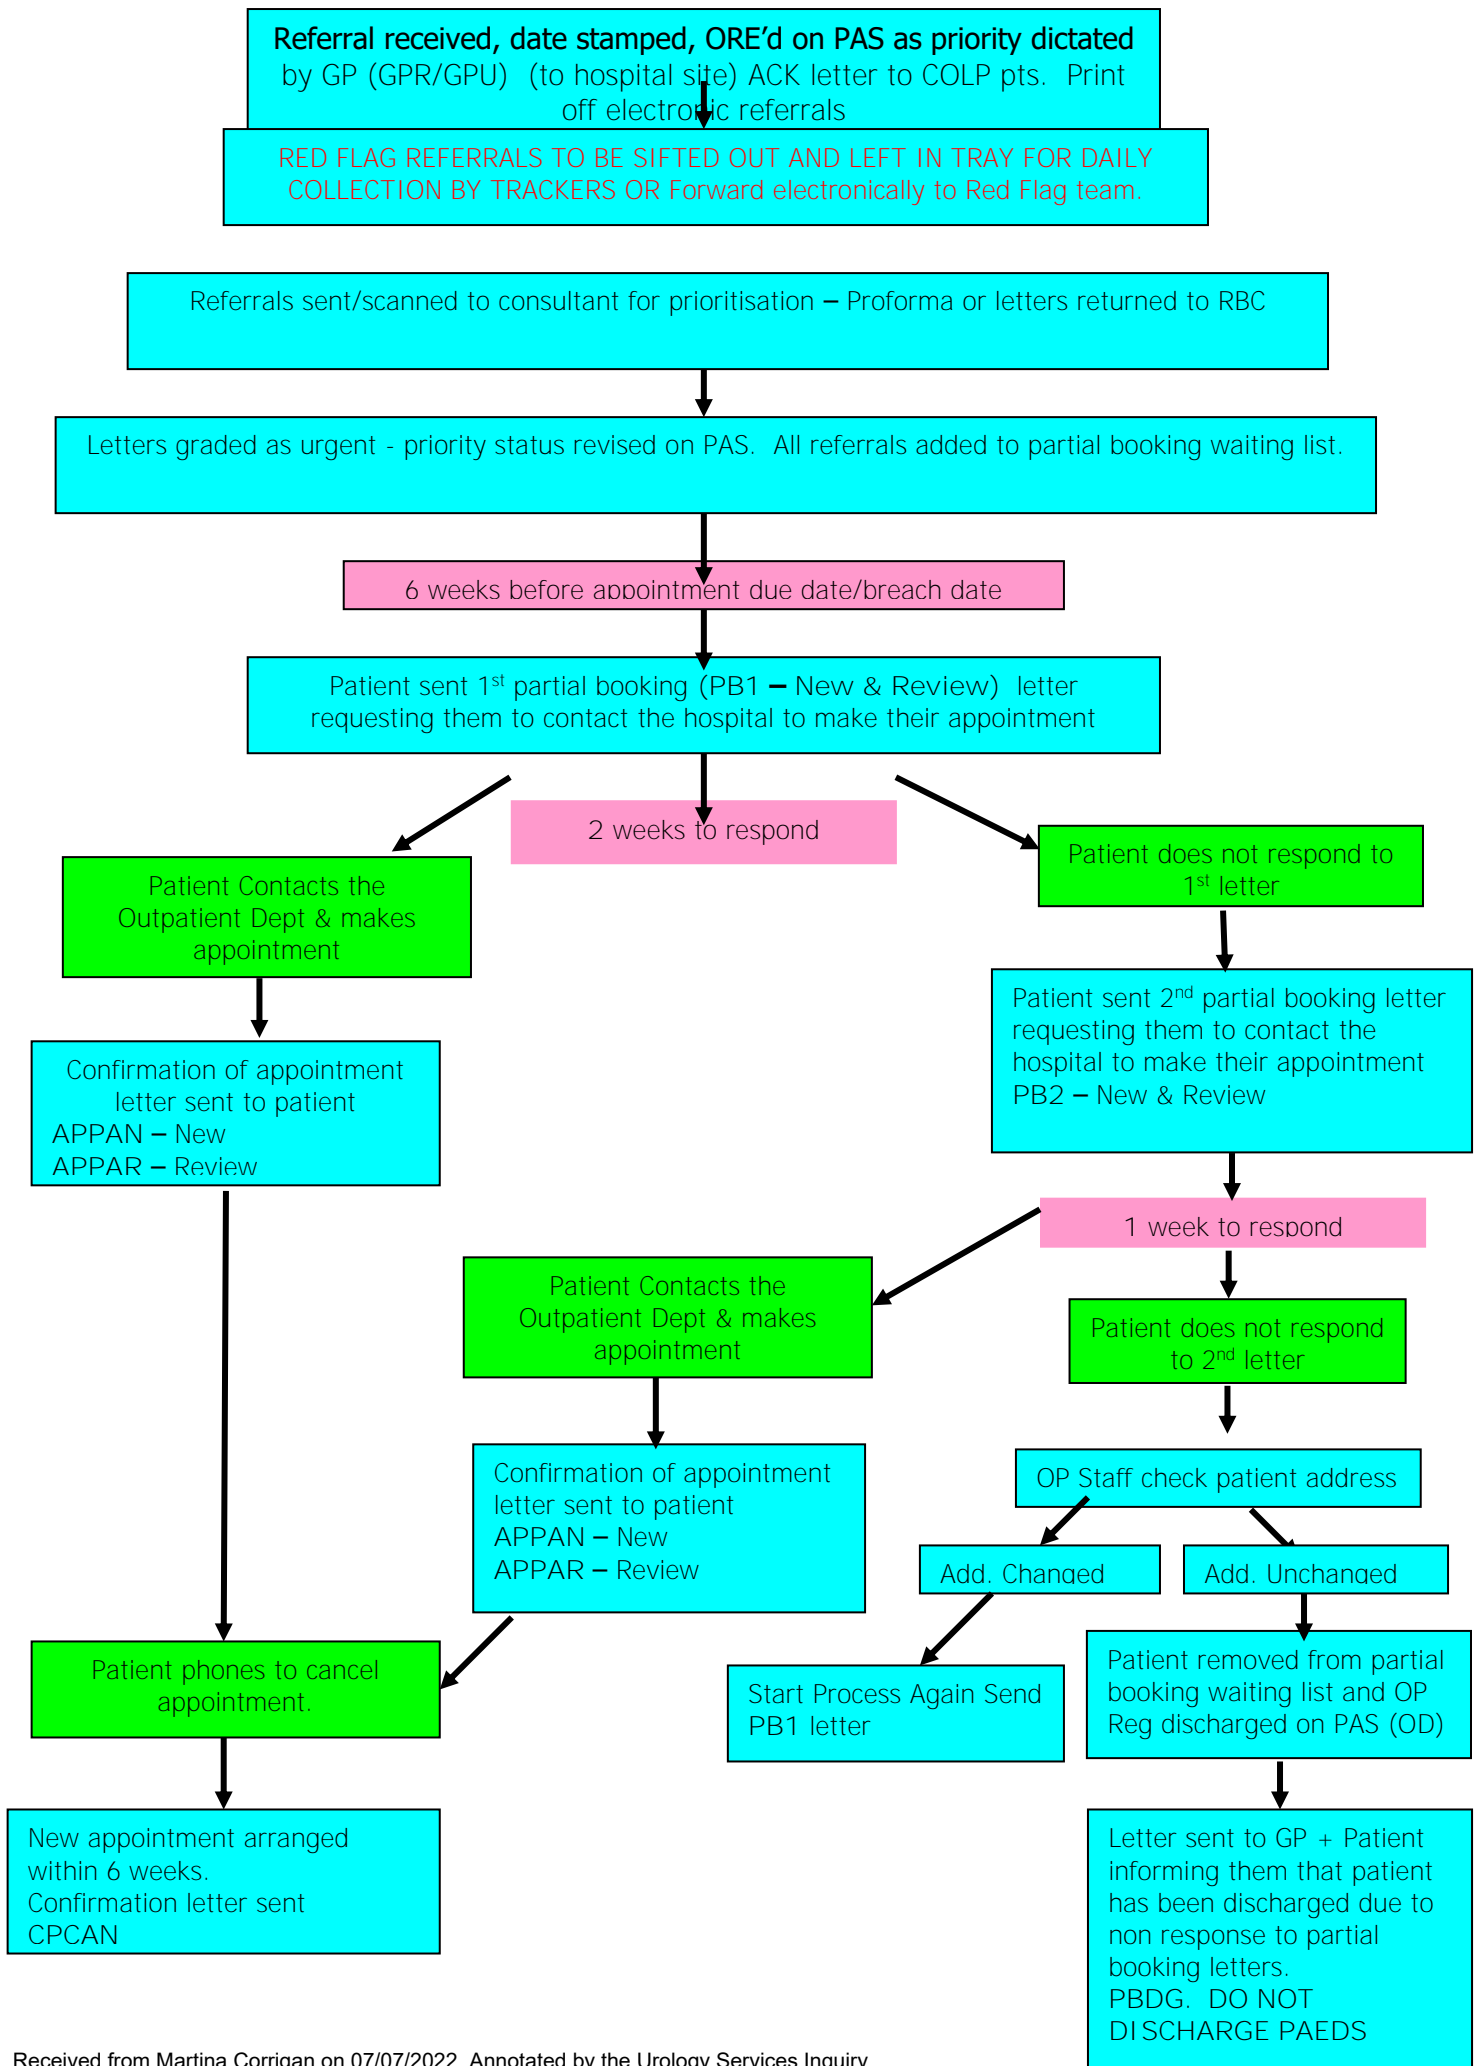 Referral received, date stamped, ORE’d on PAS as priority dictated
by GP (GPR/GPU) (to hospital site) ACK letter to COLP pts. Print
off electronic referrals
RED FLAG REFERRALS TO BE SIFTED OUT AND LEFT IN TRAY FOR DAILY
COLLECTION BY TRACKERS OR Forward electronically to Red Flag team.
Referrals sent/scanned to consultant for prioritisation – Proforma or letters returned to RBC
Letters graded as urgent - priority status revised on PAS. All referrals added to partial booking waiting list.
6 weeks before appointment due date/breach date
Patient sent 1st partial booking (PB1 – New & Review) letter
requesting them to contact the hospital to make their appointment
2 weeks to respond
Patient Contacts the
Outpatient Dept & makes
appointment
Patient does not respond to
1st letter
Confirmation of appointment
letter sent to patient
APPAN – New
APPAR – Review
Patient sent 2nd partial booking letter
requesting them to contact the
hospital to make their appointment
PB2 – New & Review
1 week to respond
Patient Contacts the
Outpatient Dept & makes
appointment
Patient does not respond
to 2nd letter
Confirmation of appointment
letter sent to patient
APPAN – New
APPAR – Review
OP Staff check patient address
Add. Changed
Add. Unchanged
Patient phones to cancel
appointment.
Start Process Again Send
PB1 letter
Patient removed from partial
booking waiting list and OP
Reg discharged on PAS (OD)
New appointment arranged
within 6 weeks.
Confirmation letter sent
CPCAN
Letter sent to GP + Patient
informing them that patient
has been discharged due to
non response to partial
booking letters.
PBDG. DO NOT
DISCHARGE PAEDS
Received from Martina Corrigan on 07/07/2022. Annotated by the Urology Services Inquiry